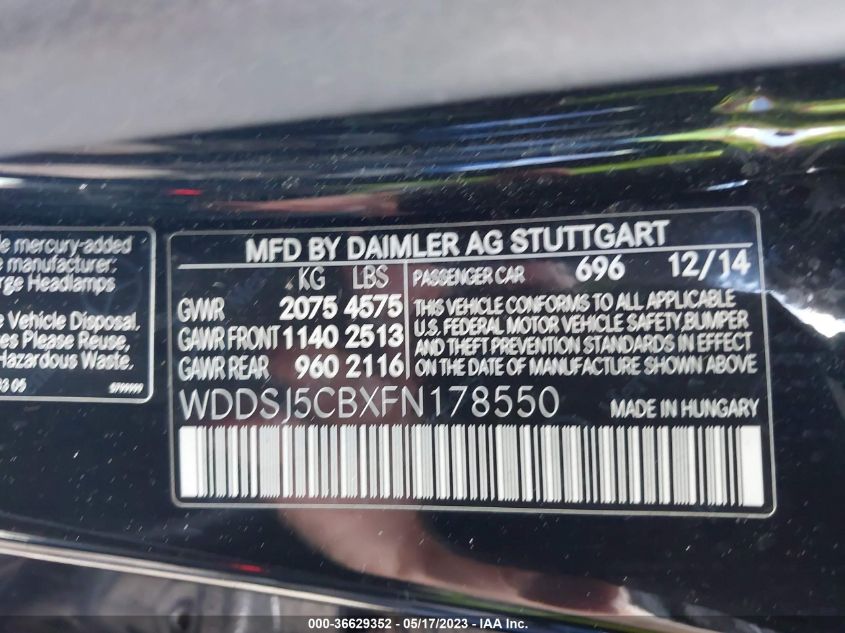 le mercury-added
e manufacturer:
rge Headlamps
e Vehicle Disposal.
es Please Reuse,
Hazardous Waste.
33 05
MFD BY DAIMLER AG STUTTGART
KG LBS
GVWR 2075 4575
GAWR FRONT 1140 2513
GAWR REAR 960 2116
PASSENGER CAR 696 12/14
THIS VEHICLE CONFORMS TO ALL APPLICABLE
U.S. FEDERAL MOTOR VEHICLE SAFETY,BUMPER
AND THEFT PREVENTION STANDARDS IN EFFECT
ON THE DATE OF MANUFACTURE SHOWN ABOVE
WDDSJ5CBXFN178550 MADE IN HUNGARY
000-36629352 - 05/17/2023 - IAA Inc.